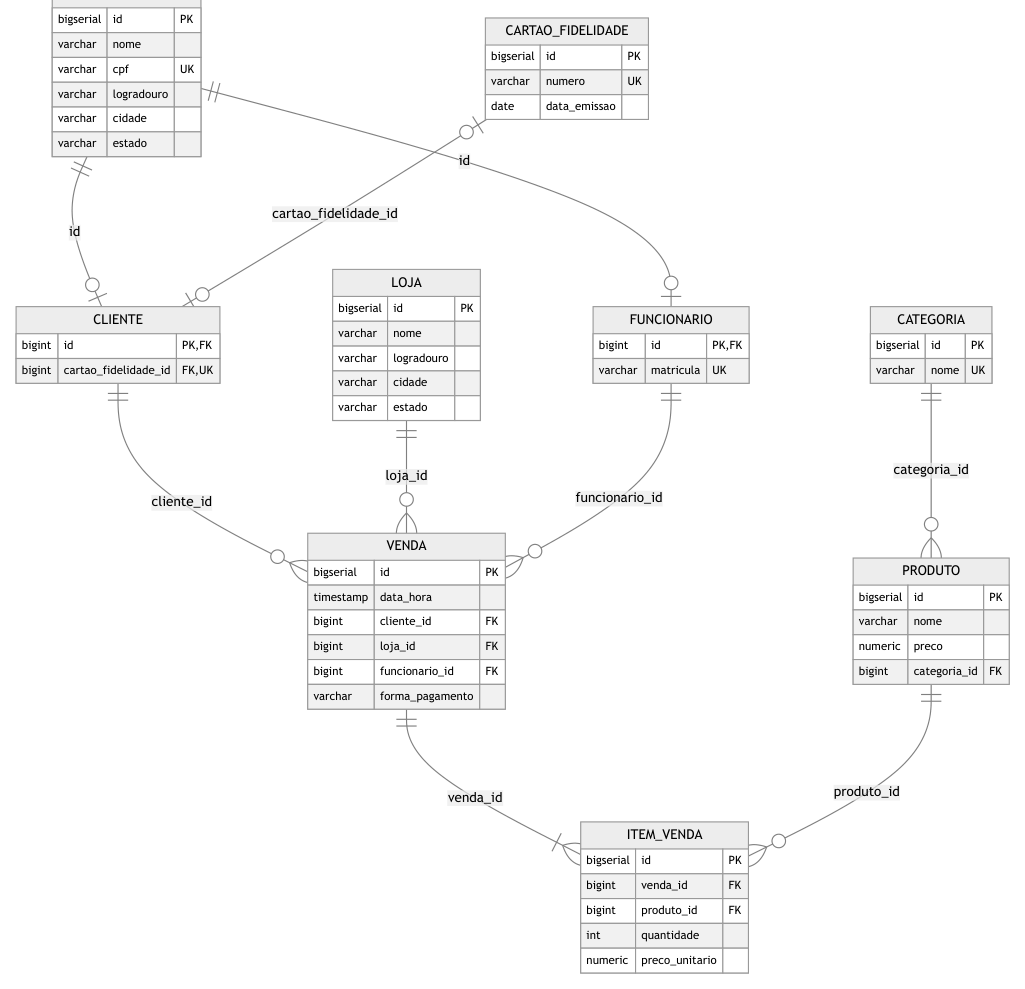 bigserial id PK
varchar nome
varchar cpf UK
varchar logradouro
varchar cidade
varchar estado
CARTAO_FIDELIDADE
bigserial id PK
varchar numero UK
date data_emissao
id
cartao_fidelidade_id
id
CLIENTE
bigint id PK,FK
bigint cartao_fidelidade_id FK,UK
LOJA
bigserial id PK
varchar nome
varchar logradouro
varchar cidade
varchar estado
FUNCIONARIO
bigint id PK,FK
varchar matricula UK
CATEGORIA
bigserial id PK
varchar nome UK
cliente_id
loja_id
funcionario_id
categoria_id
VENDA
bigserial id PK
timestamp data_hora
bigint cliente_id FK
bigint loja_id FK
bigint funcionario_id FK
varchar forma_pagamento
PRODUTO
bigserial id PK
varchar nome
numeric preco
bigint categoria_id FK
venda_id
produto_id
ITEM_VENDA
bigserial id PK
bigint venda_id FK
bigint produto_id FK
int quantidade
numeric preco_unitario